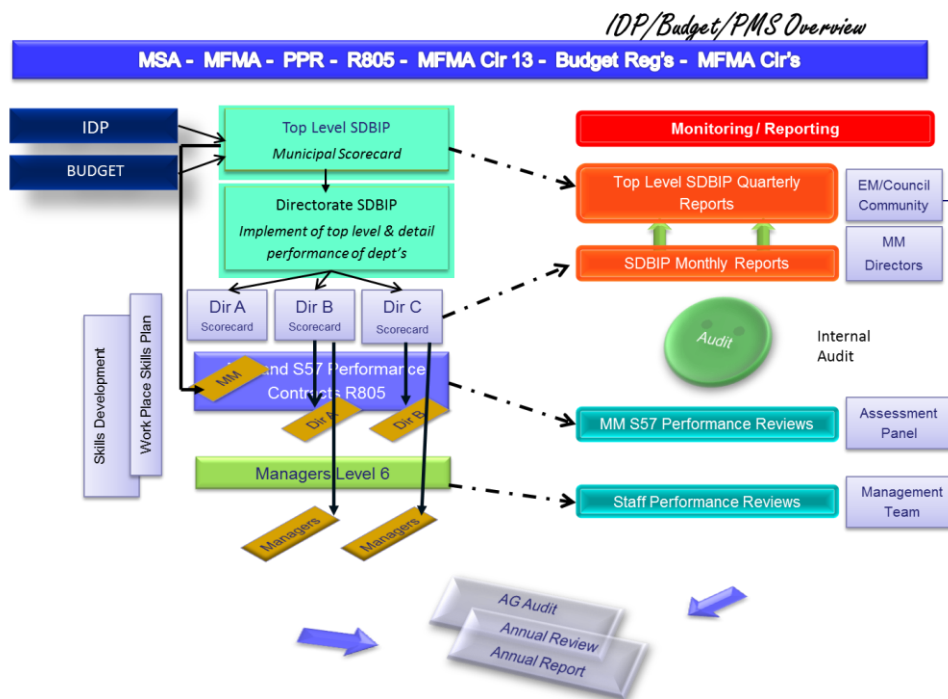 IDP/Budget/PMS Overview
MSA - MFMA - PPR - R805 - MFMA Cir 13 - Budget Reg's - MFMA Cir's
IDP
BUDGET
Top Level SDBIP
Municipal Scorecard
Directorate SDBIP
Implement of top level & detail
performance of dept's
Dir A
Scorecard
Dir B
Scorecard
Dir C
Scorecard
Skills Development
Work Place Skills Plan
and S57 Performance
Contracts R805
MM
Dir A
Dir B
Managers Level 6
Managers
Managers
Monitoring / Reporting
Top Level SDBIP Quarterly
Reports
EM/Council
Community
SDBIP Monthly Reports
MM
Directors
Audit
Internal
Audit
MM S57 Performance Reviews
Assessment
Panel
Staff Performance Reviews
Management
Team
AG Audit
Annual Review
Annual Report